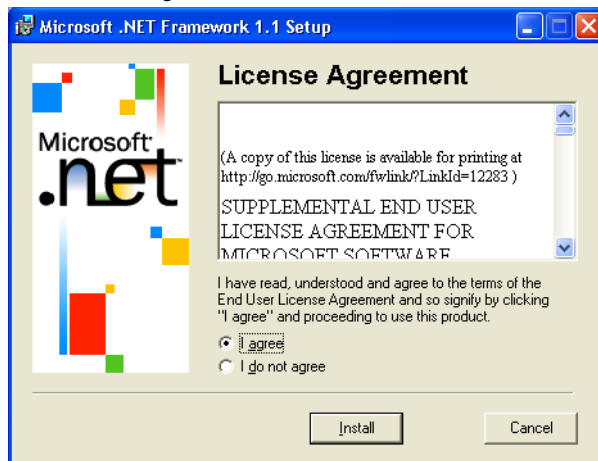 Microsoft .NET Framework 1.1 Setup
License Agreement
Microsoft
.net
(A copy of this license is available for printing at
http://go.microsoft.com/fwlink/?LinkId=12283 )
SUPPLEMENTAL END USER
LICENSE AGREEMENT FOR
MICROSOFT SOFTWARE
I have read, understood and agree to the terms of the
End User License Agreement and so signify by clicking
"I agree" and proceeding to use this product.
I agree
I do not agree
Install
Cancel